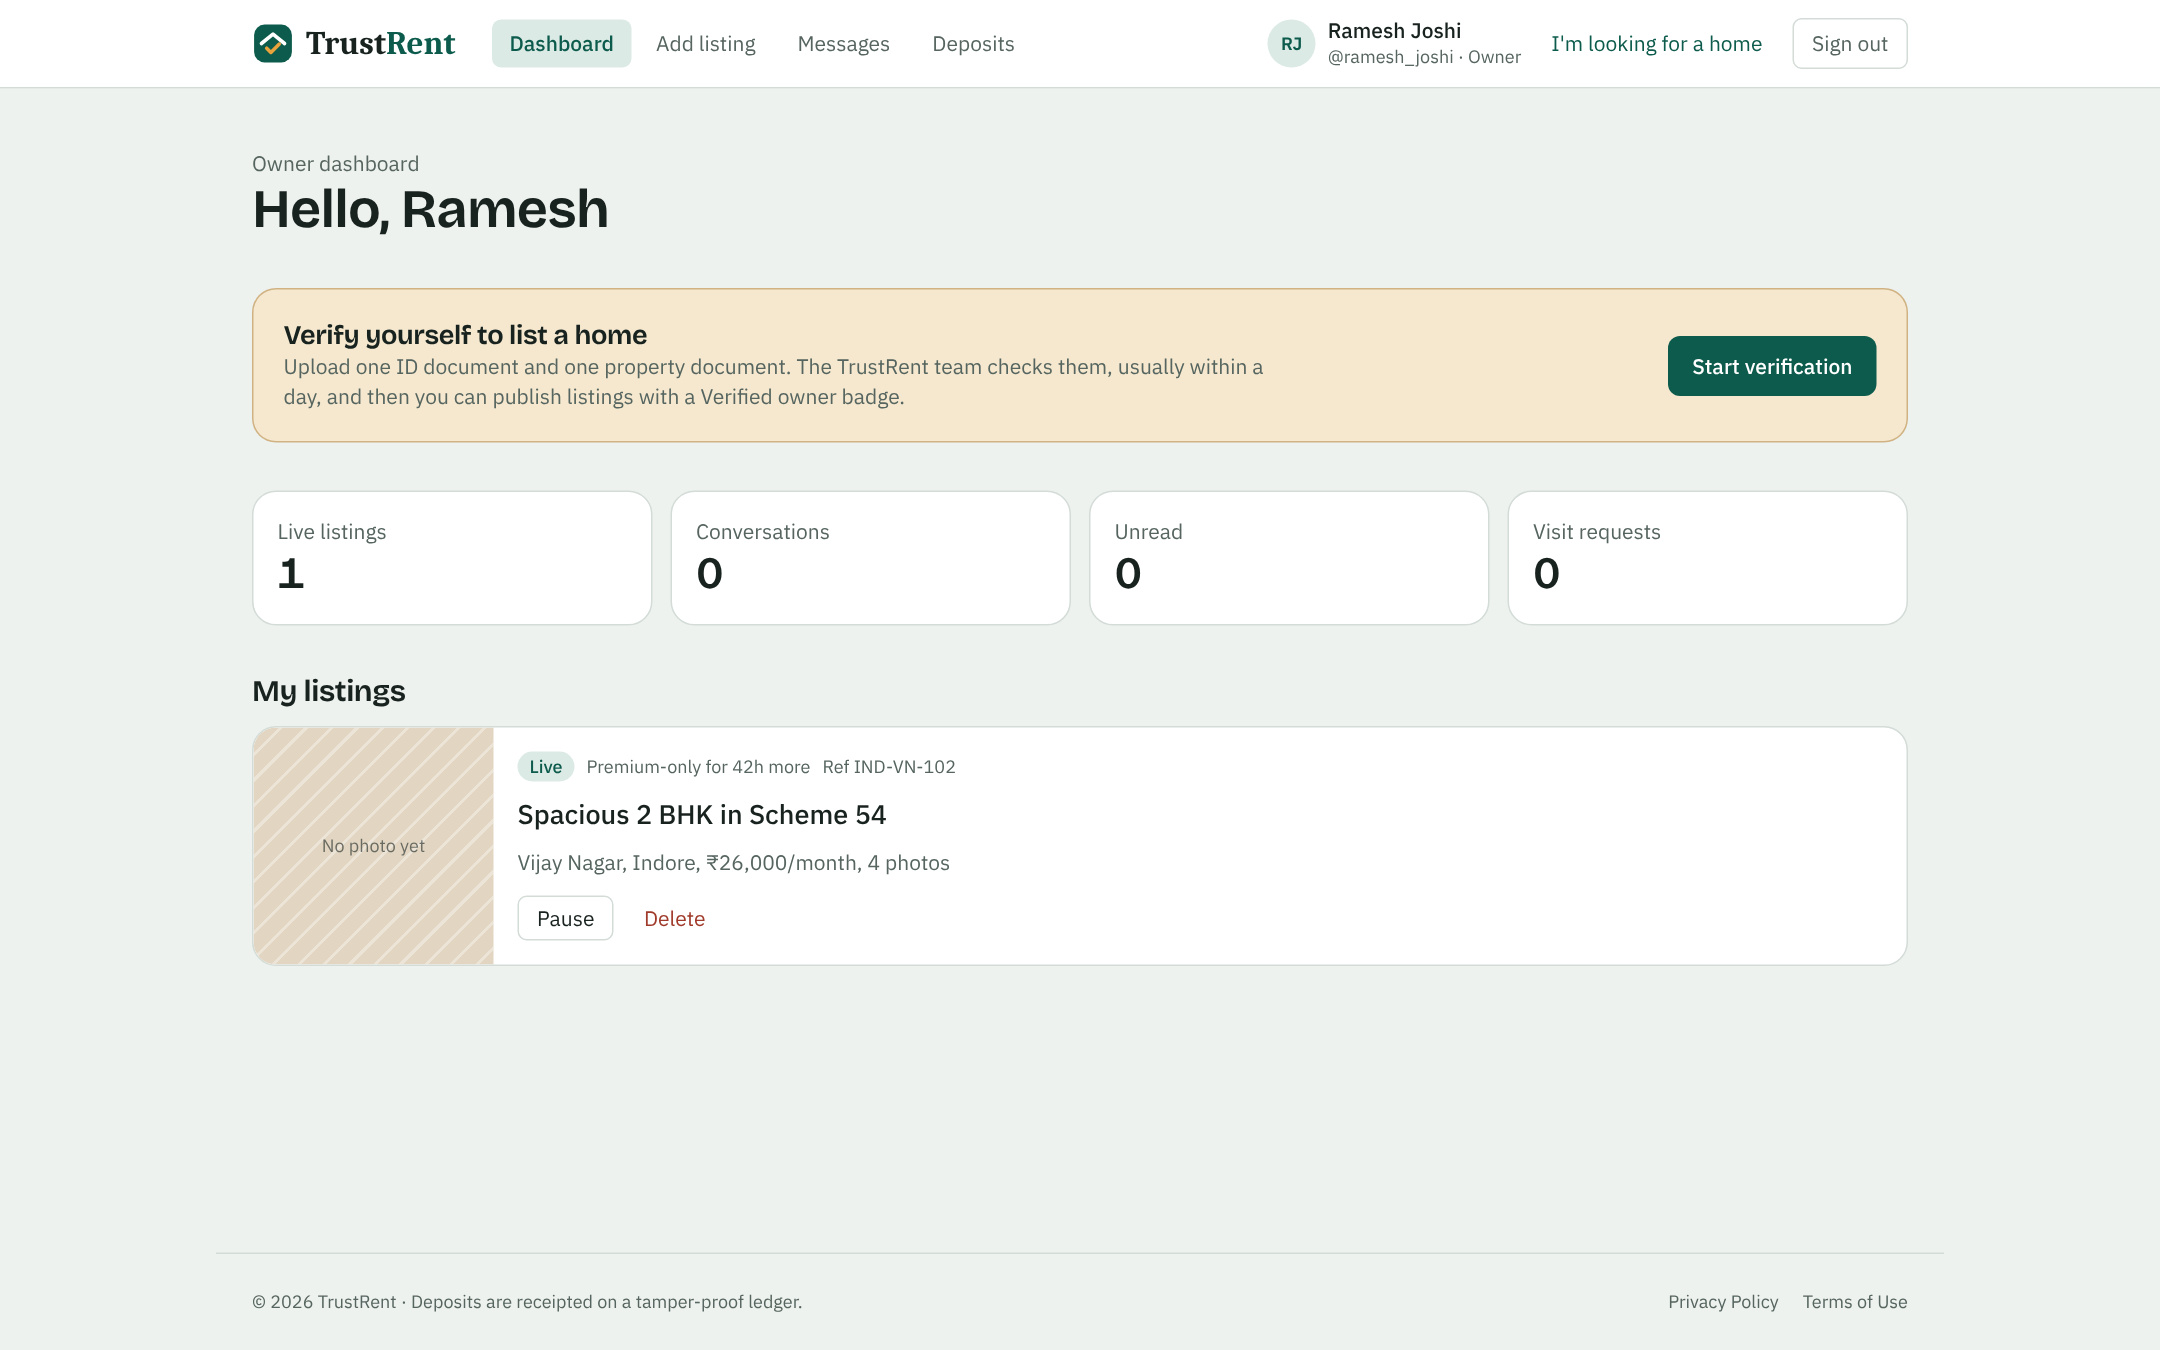 TrustRent
Dashboard
Add listing
Messages
Deposits
RJ
Ramesh Joshi
@ramesh_joshi · Owner
I'm looking for a home
Sign out
Owner dashboard
Hello, Ramesh
Verify yourself to list a home
Upload one ID document and one property document. The TrustRent team checks them, usually within a
day, and then you can publish listings with a Verified owner badge.
Start verification
Live listings
1
Conversations
0
Unread
0
Visit requests
0
My listings
No photo yet
Live Premium-only for 42h more Ref IND-VN-102
Spacious 2 BHK in Scheme 54
Vijay Nagar, Indore, ₹26,000/month, 4 photos
Pause
Delete
© 2026 TrustRent · Deposits are receipted on a tamper-proof ledger.
Privacy Policy
Terms of Use